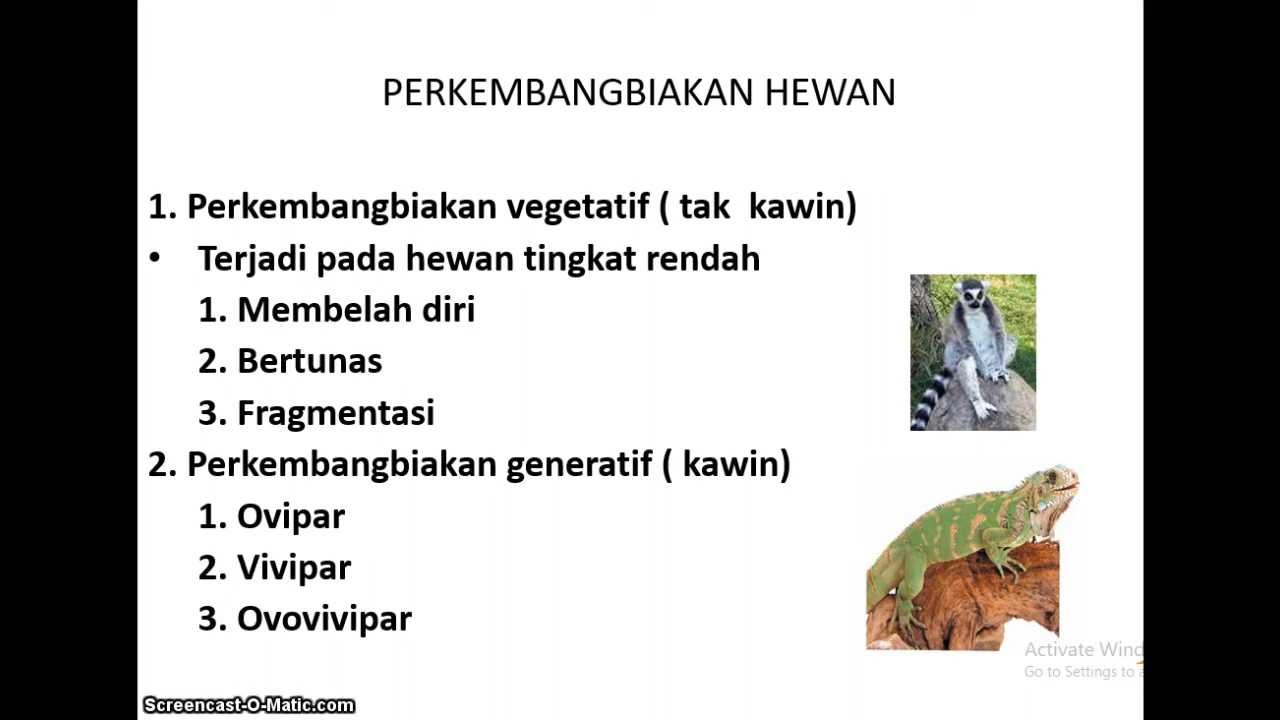 PERKEMBANGBIAKAN HEWAN
1. Perkembangbiakan vegetatif ( tak kawin)
• Terjadi pada hewan tingkat rendah
1. Membelah diri
2. Bertunas
3. Fragmentasi
2. Perkembangbiakan generatif ( kawin)
1. Ovipar
2. Vivipar
3. Ovovivipar
Activate Wind
Go to Settings to a
Screencast-O-Matic.com